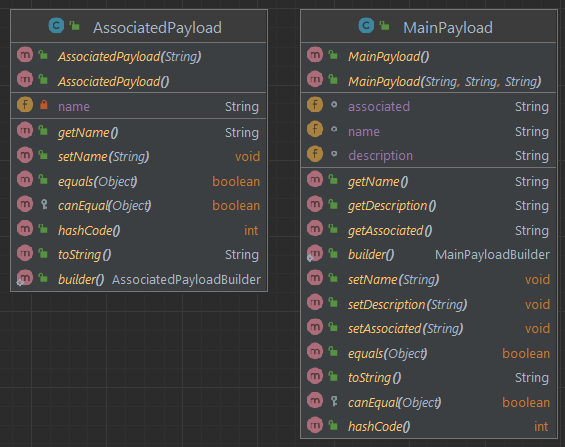 AssociatedPayload
AssociatedPayload(String)
AssociatedPayload()
name String
getName() String
setName(String) void
equals(Object) boolean
canEqual(Object) boolean
hashCode() int
toString() String
builder() AssociatedPayloadBuilder
MainPayload
MainPayload()
MainPayload(String, String, String)
associated String
name String
description String
getName() String
getDescription() String
getAssociated() String
builder() MainPayloadBuilder
setName(String) void
setDescription(String) void
setAssociated(String) void
equals(Object) boolean
toString() String
canEqual(Object) boolean
hashCode() int